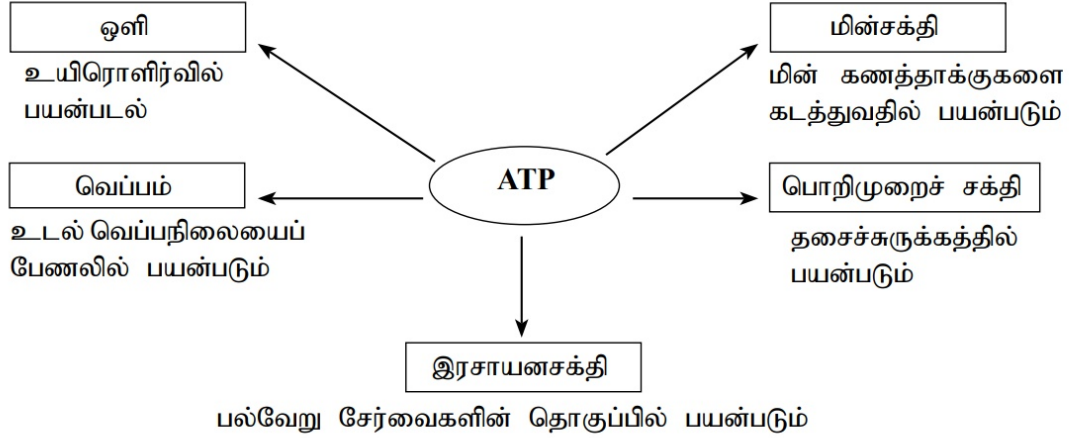 ஒளி
உயிரொளிர்வில்
பயன்படல்
மின்சக்தி
மின் கணத்தாக்குகளை
கடத்துவதில் பயன்படும்
ATP
வெப்பம்
உடல் வெப்பநிலையைப்
பேணலில் பயன்படும்
பொறிமுறைச் சக்தி
தசைச்சுருக்கத்தில்
பயன்படும்
இரசாயனசக்தி
பல்வேறு சேர்வைகளின் தொகுப்பில் பயன்படும்